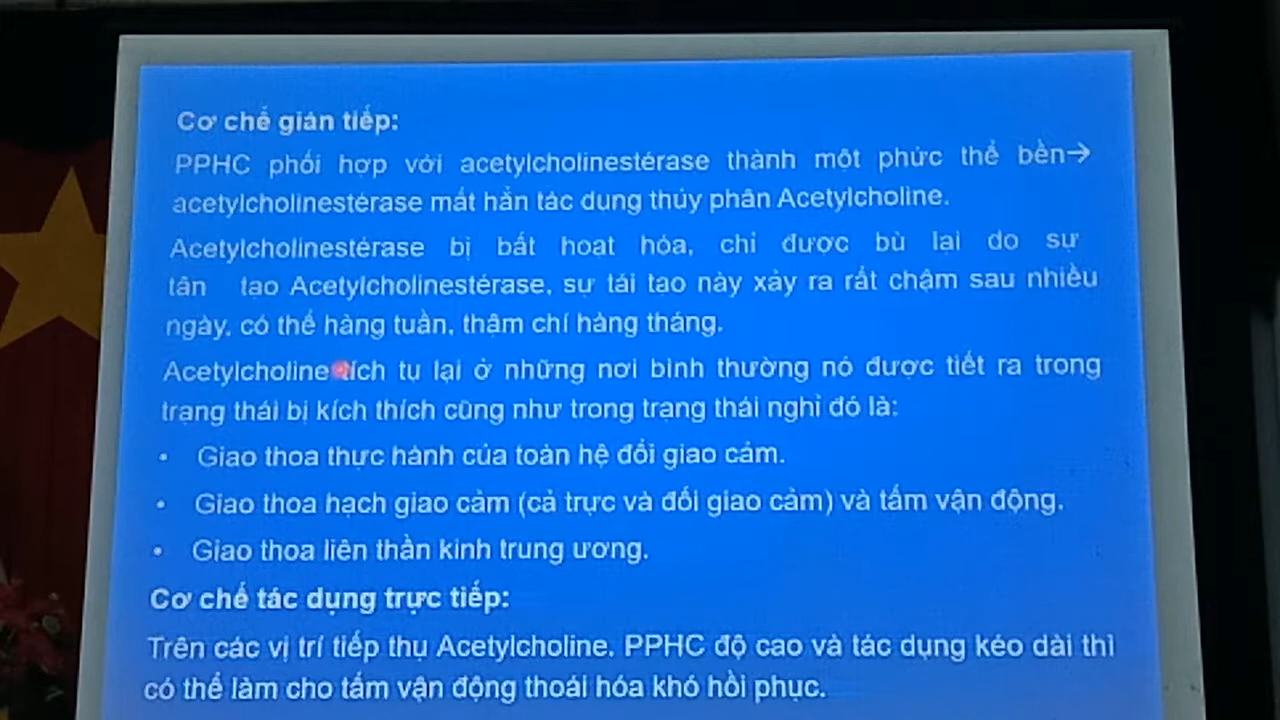 Cơ chế gián tiếp:
PPHC phối hợp với acetylcholinestérase thành một phức thể bền→
acetylcholinestérase mất hẳn tác dụng thủy phân Acetylcholine.
Acetylcholinestérase bị bất hoạt hóa, chỉ được bù lại do sự
tân tạo Acetylcholinestérase, sự tái tạo này xảy ra rất chậm sau nhiều
ngày, có thể hàng tuần, thậm chí hàng tháng.
Acetylcholine tích tụ lại ở những nơi bình thường nó được tiết ra trong
trạng thái bị kích thích cũng như trong trạng thái nghỉ đó là:
• Giao thoa thực hành của toàn hệ đối giao cảm.
• Giao thoa hạch giao cảm (cả trực và đối giao cảm) và tấm vận động.
• Giao thoa liên thần kinh trung ương.
Cơ chế tác dụng trực tiếp:
Trên các vị trí tiếp thụ Acetylcholine. PPHC độ cao và tác dụng kéo dài thì
có thể làm cho tấm vận động thoái hóa khó hồi phục.